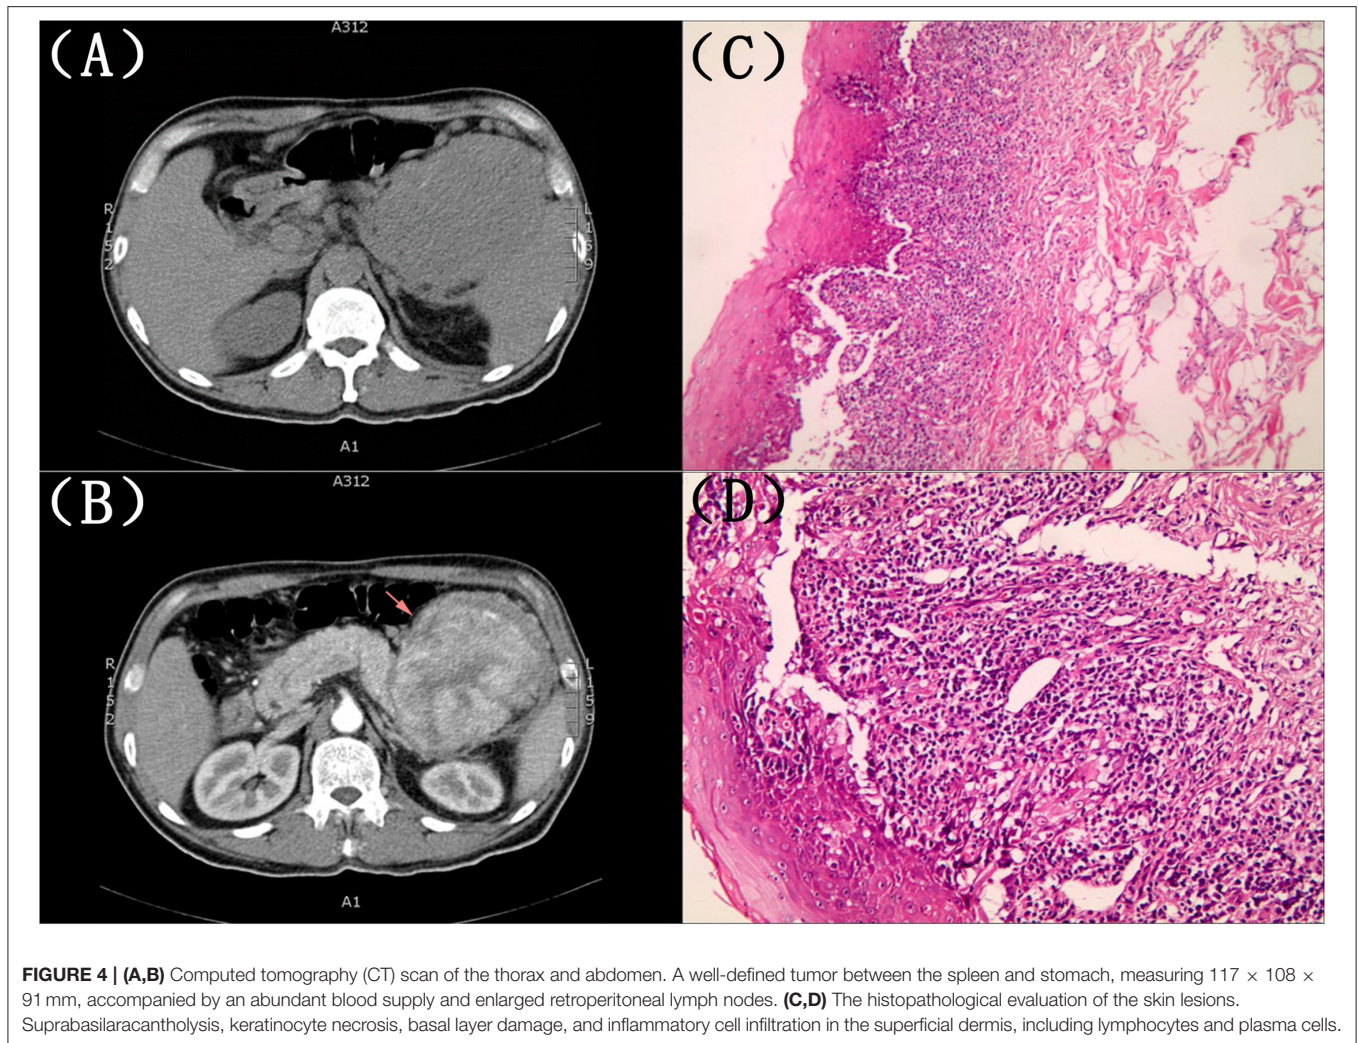 (A)
A312
R
1
5
2
L
1
5
9
A1
(C)
(B)
A312
R
1
5
2
L
1
5
9
A1
(D)
FIGURE 4 | (A,B) Computed tomography (CT) scan of the thorax and abdomen. A well-defined tumor between the spleen and stomach, measuring 117 × 108 ×
91 mm, accompanied by an abundant blood supply and enlarged retroperitoneal lymph nodes. (C,D) The histopathological evaluation of the skin lesions.
Suprabasilaracantholysis, keratinocyte necrosis, basal layer damage, and inflammatory cell infiltration in the superficial dermis, including lymphocytes and plasma cells.